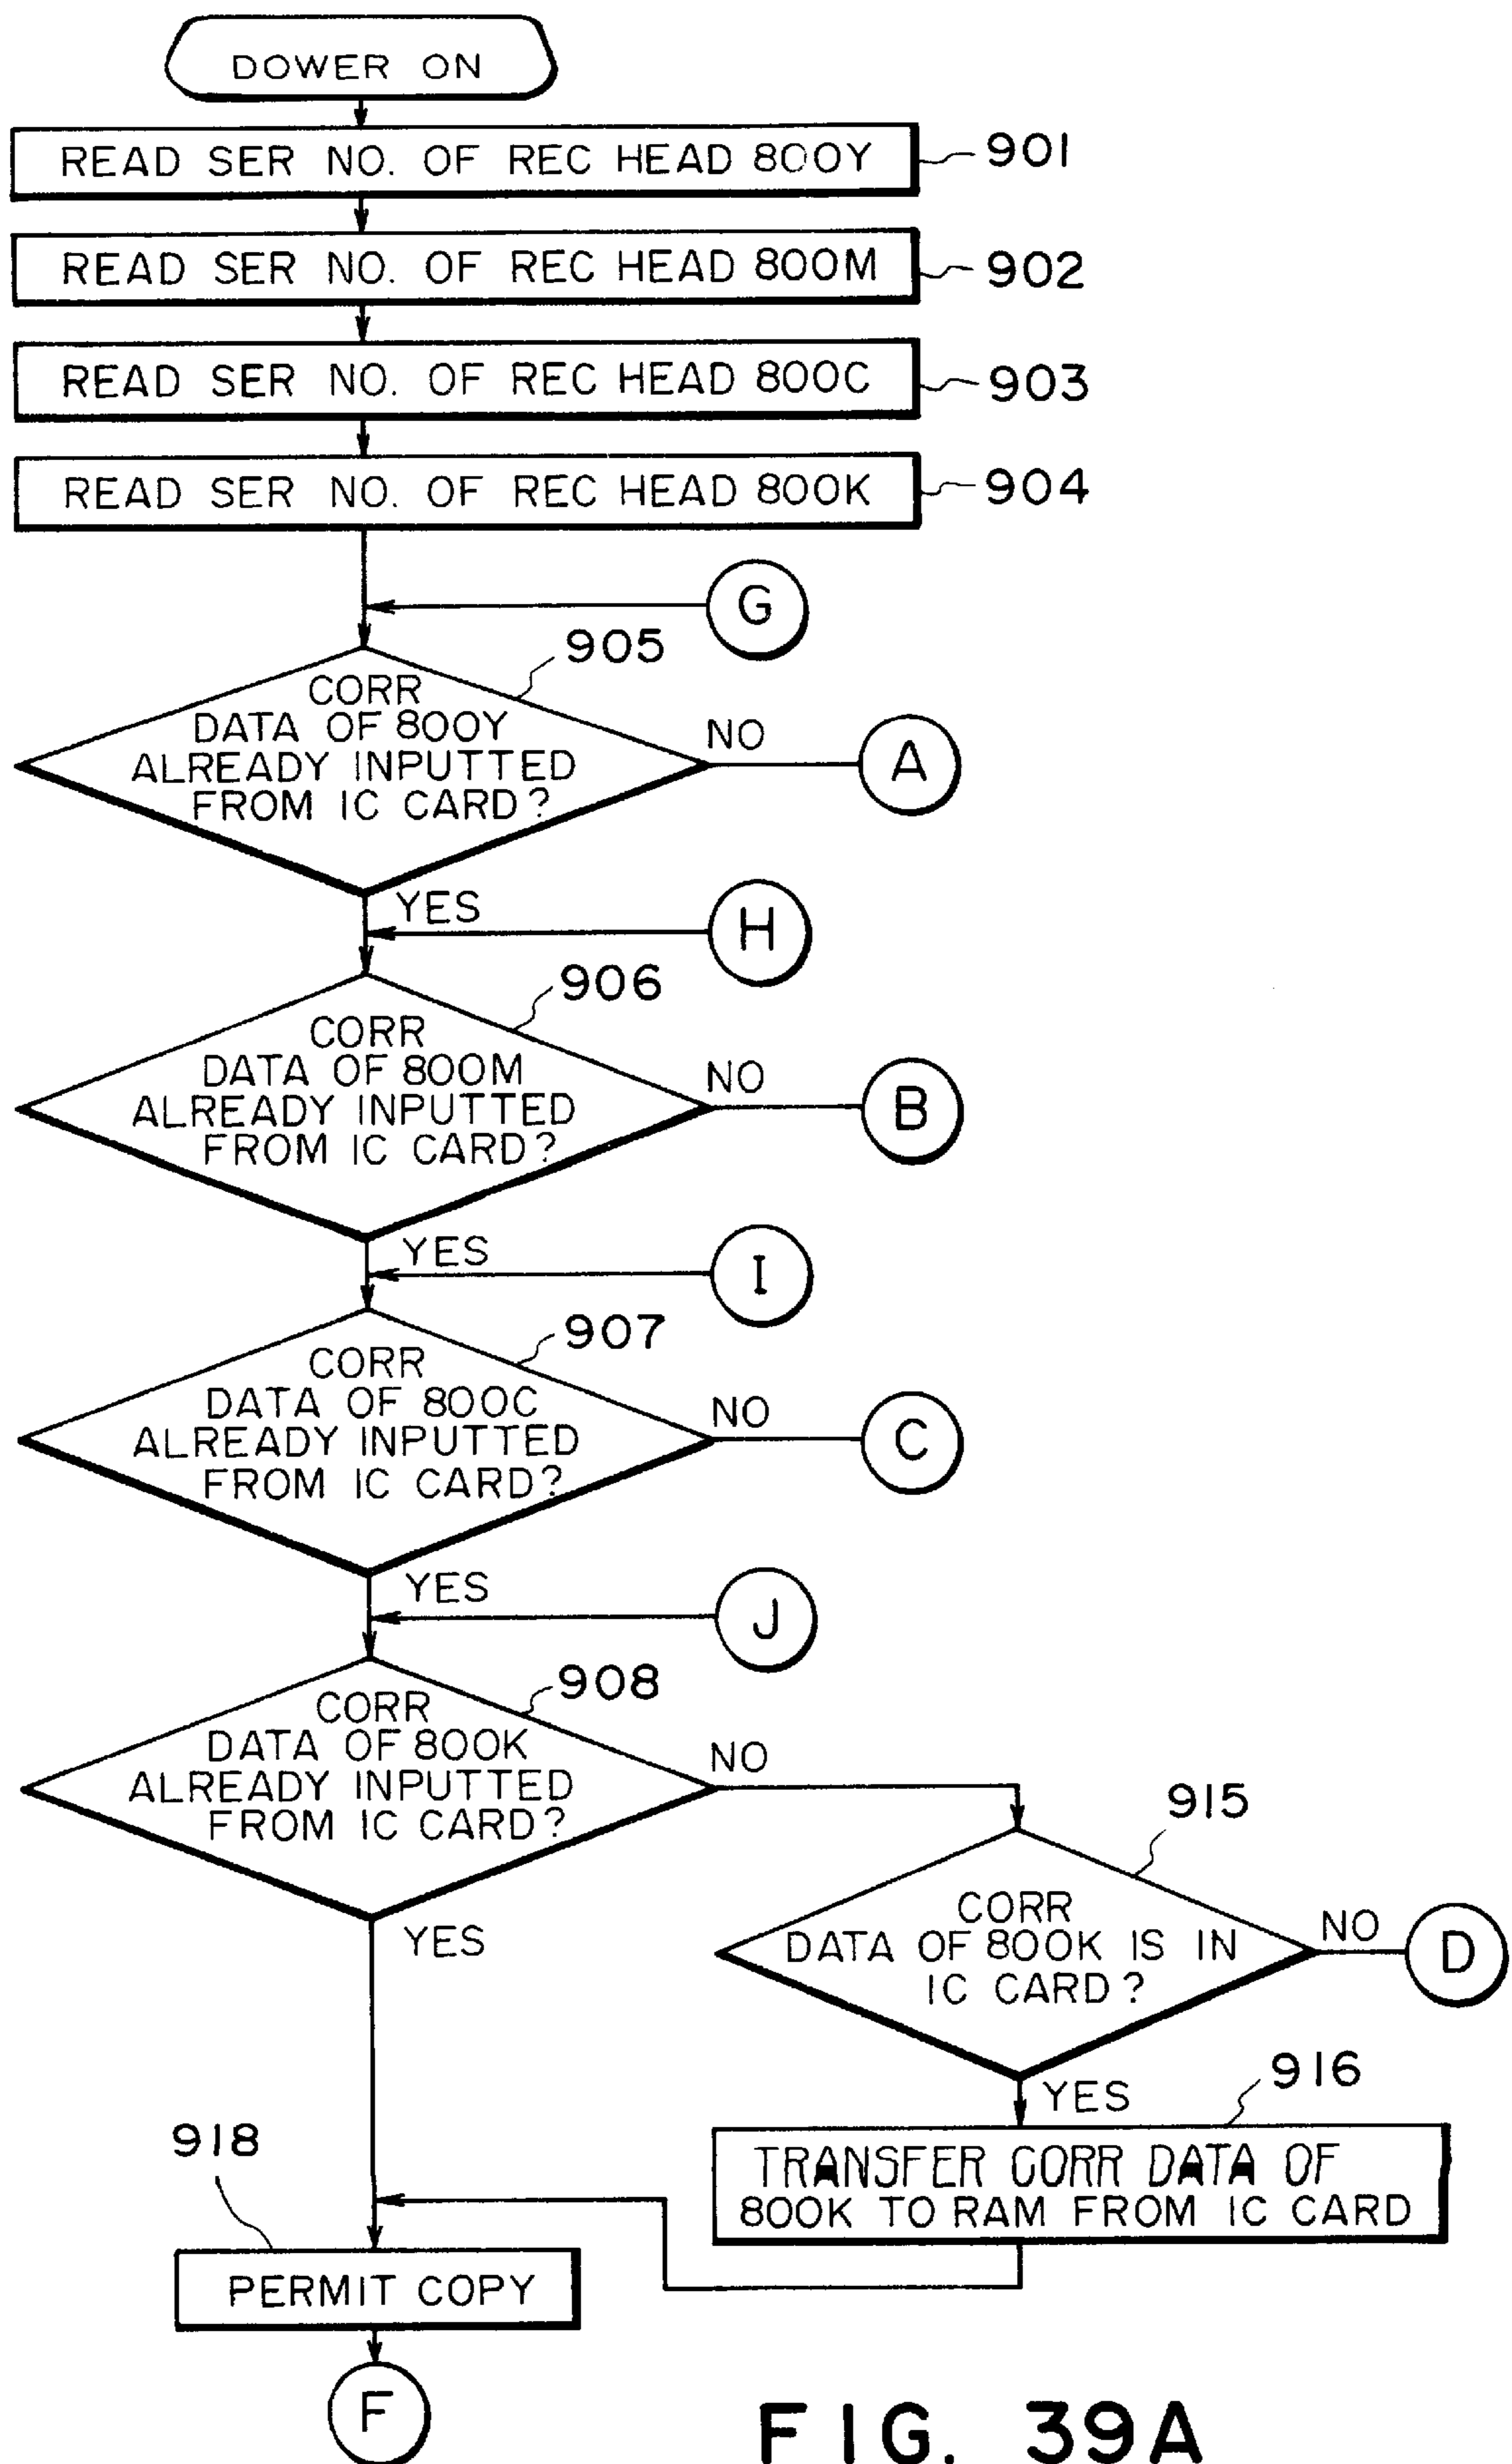 DOWER ON
READ SER NO. OF REC HEAD 800Y
901
READ SER NO. OF REC HEAD 800M
902
READ SER NO. OF REC HEAD 800C
903
READ SER NO. OF REC HEAD 800K
904
G
905
CORR
DATA OF 800Y
ALREADY INPUTTED
FROM IC CARD?
NO
A
YES
H
906
CORR
DATA OF 800M
ALREADY INPUTTED
FROM IC CARD?
NO
B
YES
I
907
CORR
DATA OF 800C
ALREADY INPUTTED
FROM IC CARD?
NO
C
YES
J
908
CORR
DATA OF 800K
ALREADY INPUTTED
FROM IC CARD?
NO
915
CORR
DATA OF 800K IS IN
IC CARD?
NO
D
YES
YES
916
TRANSFER CORR DATA OF
800K TO RAM FROM IC CARD
918
PERMIT COPY
F
FIG. 39A